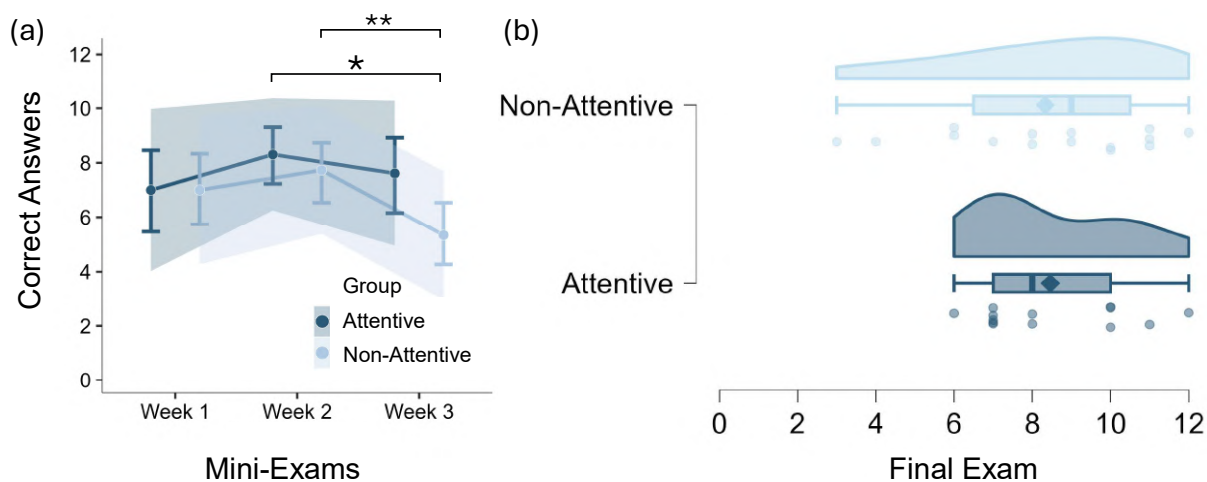 (a)
**
*
Correct Answers
12
10
8
6
4
2
0
Group
Attentive
Non-Attentive
Week 1
Week 2
Week 3
Mini-Exams
(b)
Non-Attentive
Attentive
0
2
4
6
8
10
12
Final Exam